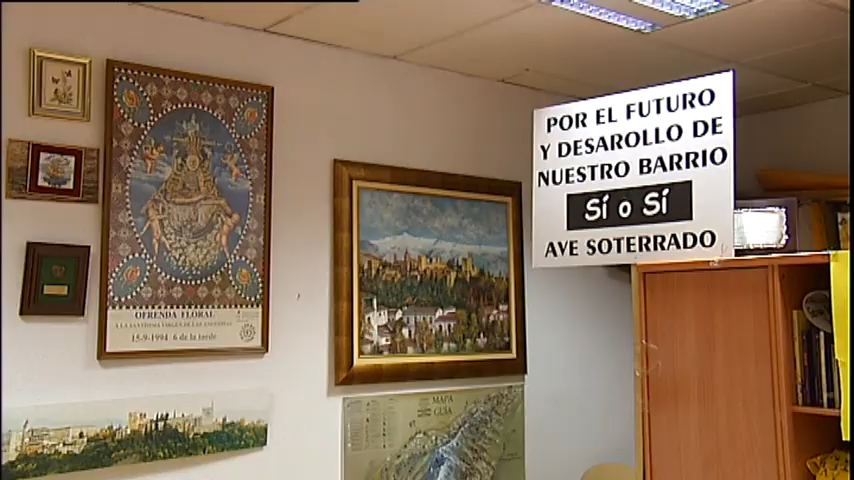 OFRENDA FLORAL
A LA SANTISIMA VIRGEN DE LAS ANGUSTIAS
15-9-1994 6 de la tarde
MAPA
GUIA
POR EL FUTURO
Y DESAROLLO DE
NUESTRO BARRIO
Sí o Sí
AVE SOTERRADO